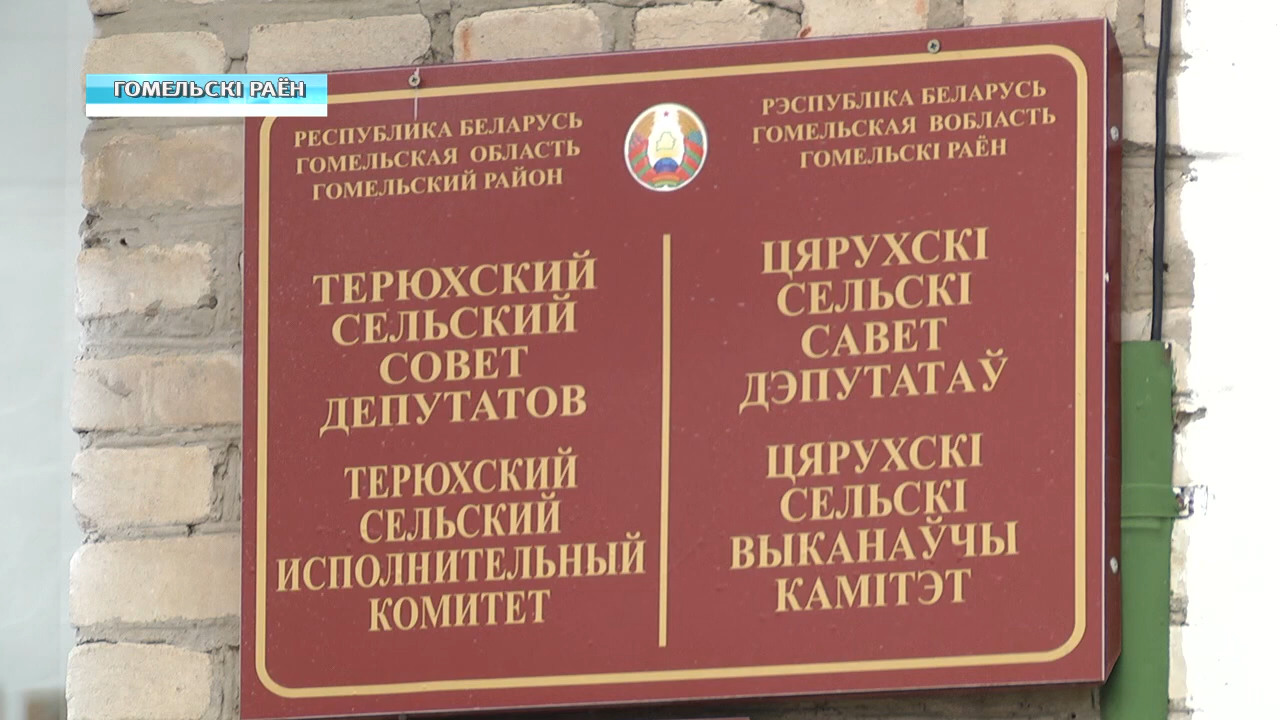 ГОМЕЛЬСКІ РАЁН
РЕСПУБЛИКА БЕЛАРУСЬ
ГОМЕЛЬСКАЯ ОБЛАСТЬ
ГОМЕЛЬСКИЙ РАЙОН
ТЕРЮХСКИЙ
СЕЛЬСКИЙ
СОВЕТ
ДЕПУТАТОВ
ТЕРЮХСКИЙ
СЕЛЬСКИЙ
ИСПОЛНИТЕЛЬНЫЙ
КОМИТЕТ
РЭСПУБЛІКА БЕЛАРУСЬ
ГОМЕЛЬСКАЯ ВОБЛАСТЬ
ГОМЕЛЬСКІ РАЁН
ЦЯРУХСКІ
СЕЛЬСКІ
САВЕТ
ДЭПУТАТАЎ
ЦЯРУХСКІ
СЕЛЬСКІ
ВЫКАНАЎЧЫ
КАМІТЭТ